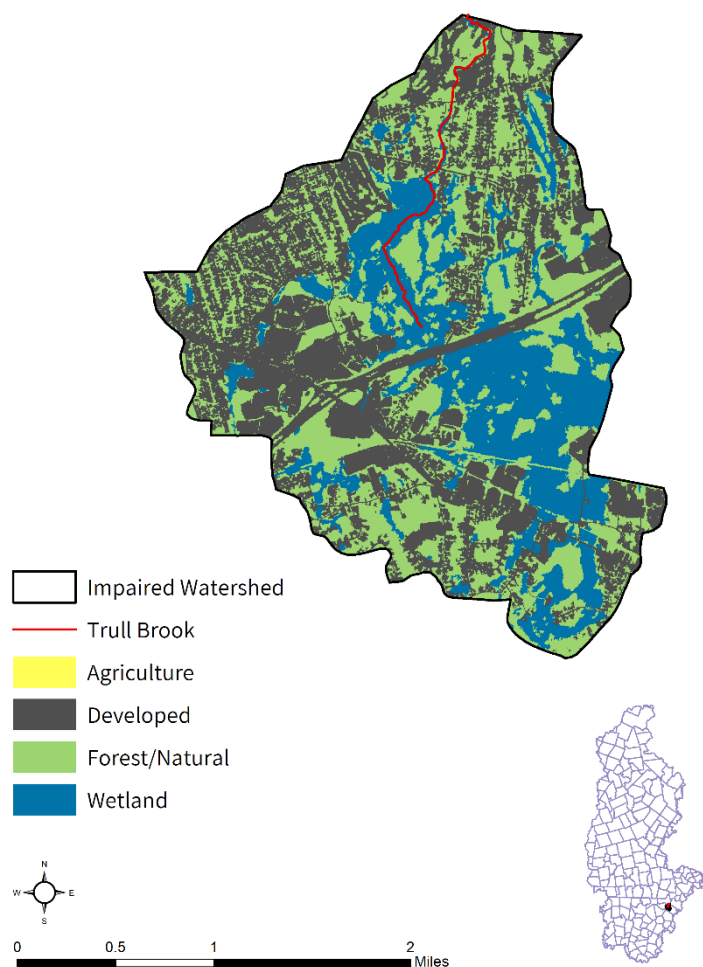 Impaired Watershed
Trull Brook
Agriculture
Developed
Forest/Natural
Wetland
N
W E
S
0 0.5 1 2
Miles